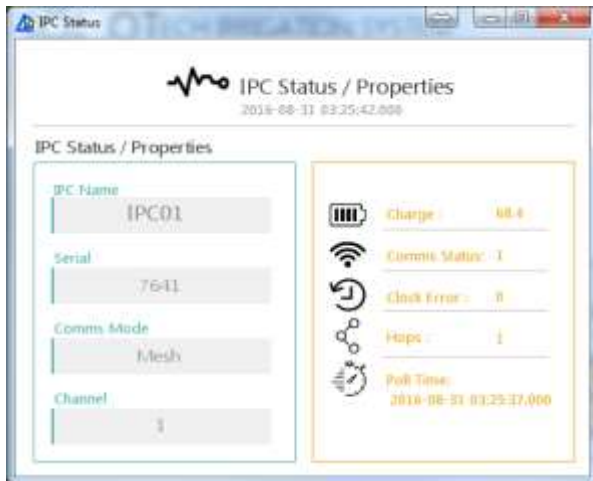 IPC Status
IPC Status / Properties
2016-08-31 03:25:42.000
IPC Status / Properties
IPC Name
IPC01
Serial
7641
Comms Mode
Mesh
Channel
1
Charge : 68.4
Comms Status: 1
Clock Error : 0
Hops : 1
Poll Time:
2016-08-31 03:25:37.000